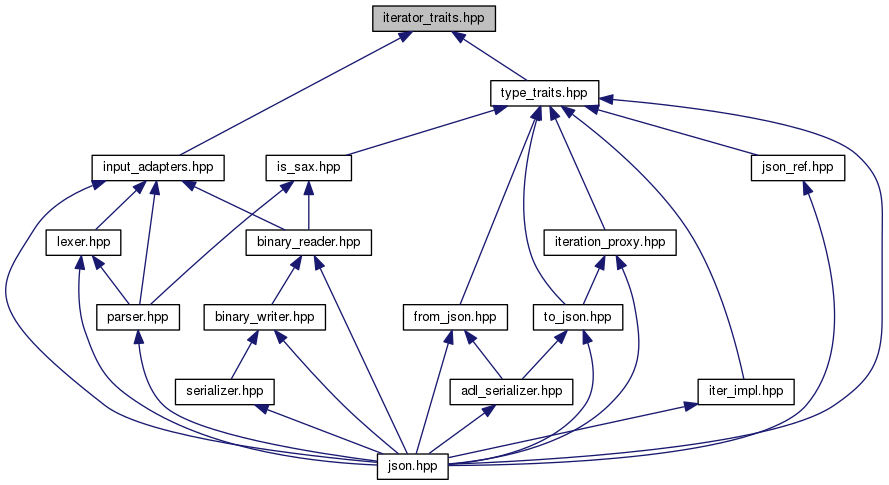 iterator_traits.hpp
type_traits.hpp
input_adapters.hpp
is_sax.hpp
json_ref.hpp
lexer.hpp
binary_reader.hpp
iteration_proxy.hpp
parser.hpp
binary_writer.hpp
from_json.hpp
to_json.hpp
serializer.hpp
adl_serializer.hpp
iter_impl.hpp
json.hpp